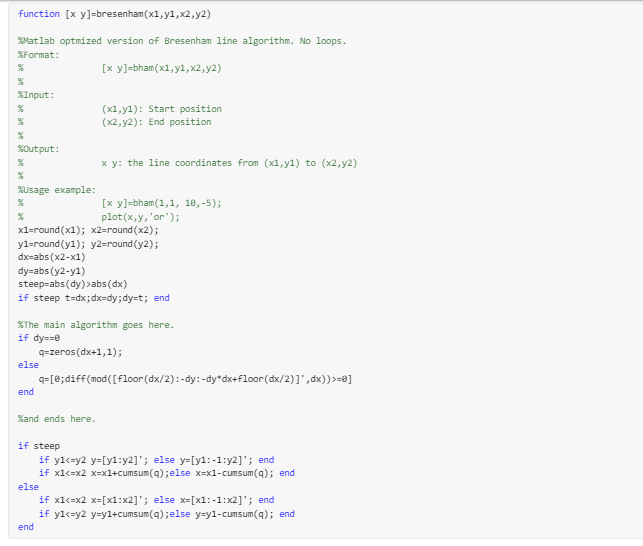 function [x y]=bresenham(x1,y1,x2,y2)
%Matlab optmized version of Bresenham line algorithm. No loops.
%Format:
%               [x y]=bham(x1,y1,x2,y2)
%
%Input:
%               (x1,y1): Start position
%               (x2,y2): End position
%
%Output:
%               x y: the line coordinates from (x1,y1) to (x2,y2)
%
%Usage example:
%               [x y]=bham(1,1, 10,-5);
%               plot(x,y,'or');
x1=round(x1); x2=round(x2);
y1=round(y1); y2=round(y2);
dx=abs(x2-x1)
dy=abs(y2-y1)
steep=abs(dy)>abs(dx)
if steep t=dx;dx=dy;dy=t; end
%The main algorithm goes here.
if dy==0
    q=zeros(dx+1,1);
else
    q=[0;diff(mod([floor(dx/2):-dy:-dy*dx+floor(dx/2)]',dx))>=0]
end
%and ends here.
if steep
    if y1<=y2 y=[y1:y2]'; else y=[y1:-1:y2]'; end
    if x1<=x2 x=x1+cumsum(q);else x=x1-cumsum(q); end
else
    if x1<=x2 x=[x1:x2]'; else x=[x1:-1:x2]'; end
    if y1<=y2 y=y1+cumsum(q);else y=y1-cumsum(q); end
end